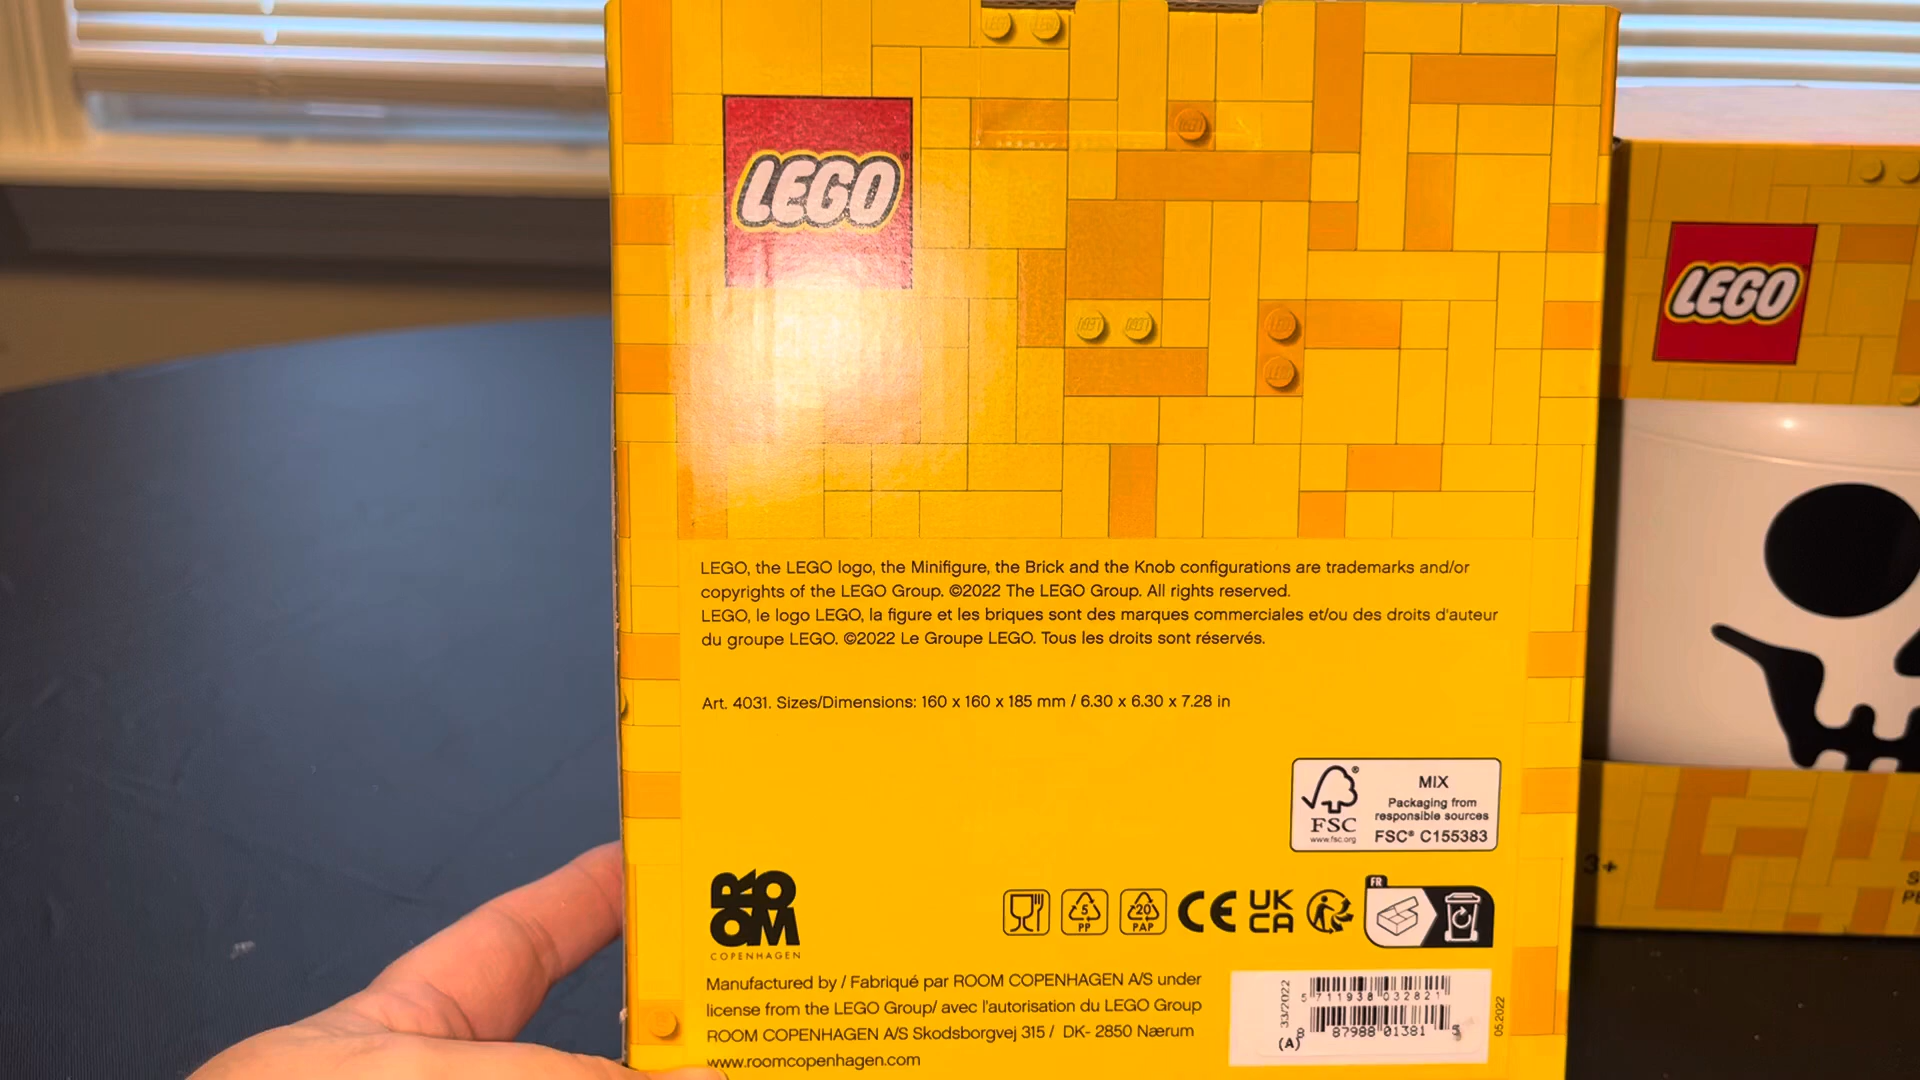 LEGO
LEGO
LEGO, the LEGO logo, the Minifigure, the Brick and the Knob configurations are trademarks and/or
copyrights of the LEGO Group. ©2022 The LEGO Group. All rights reserved.
LEGO, le logo LEGO, la figure et les briques sont des marques commerciales et/ou des droits d'auteur
du groupe LEGO. ©2022 Le Groupe LEGO. Tous les droits sont réservés.
Art. 4031. Sizes/Dimensions: 160 x 160 x 185 mm / 6.30 x 6.30 x 7.28 in
MIX
Packaging from
responsible sources
FSC® C155383
FSC
www.fsc.org
3+
ROOM
COPENHAGEN
5
PP
20
PAP
CE
UK
CA
FR
Manufactured by / Fabriqué par ROOM COPENHAGEN A/S under
license from the LEGO Group/ avec l'autorisation du LEGO Group
ROOM COPENHAGEN A/S Skodsborgvej 315 / DK- 2850 Nærum
www.roomcopenhagen.com
33/2022
5 711938 032821
87988 01381
(A)
05.2022